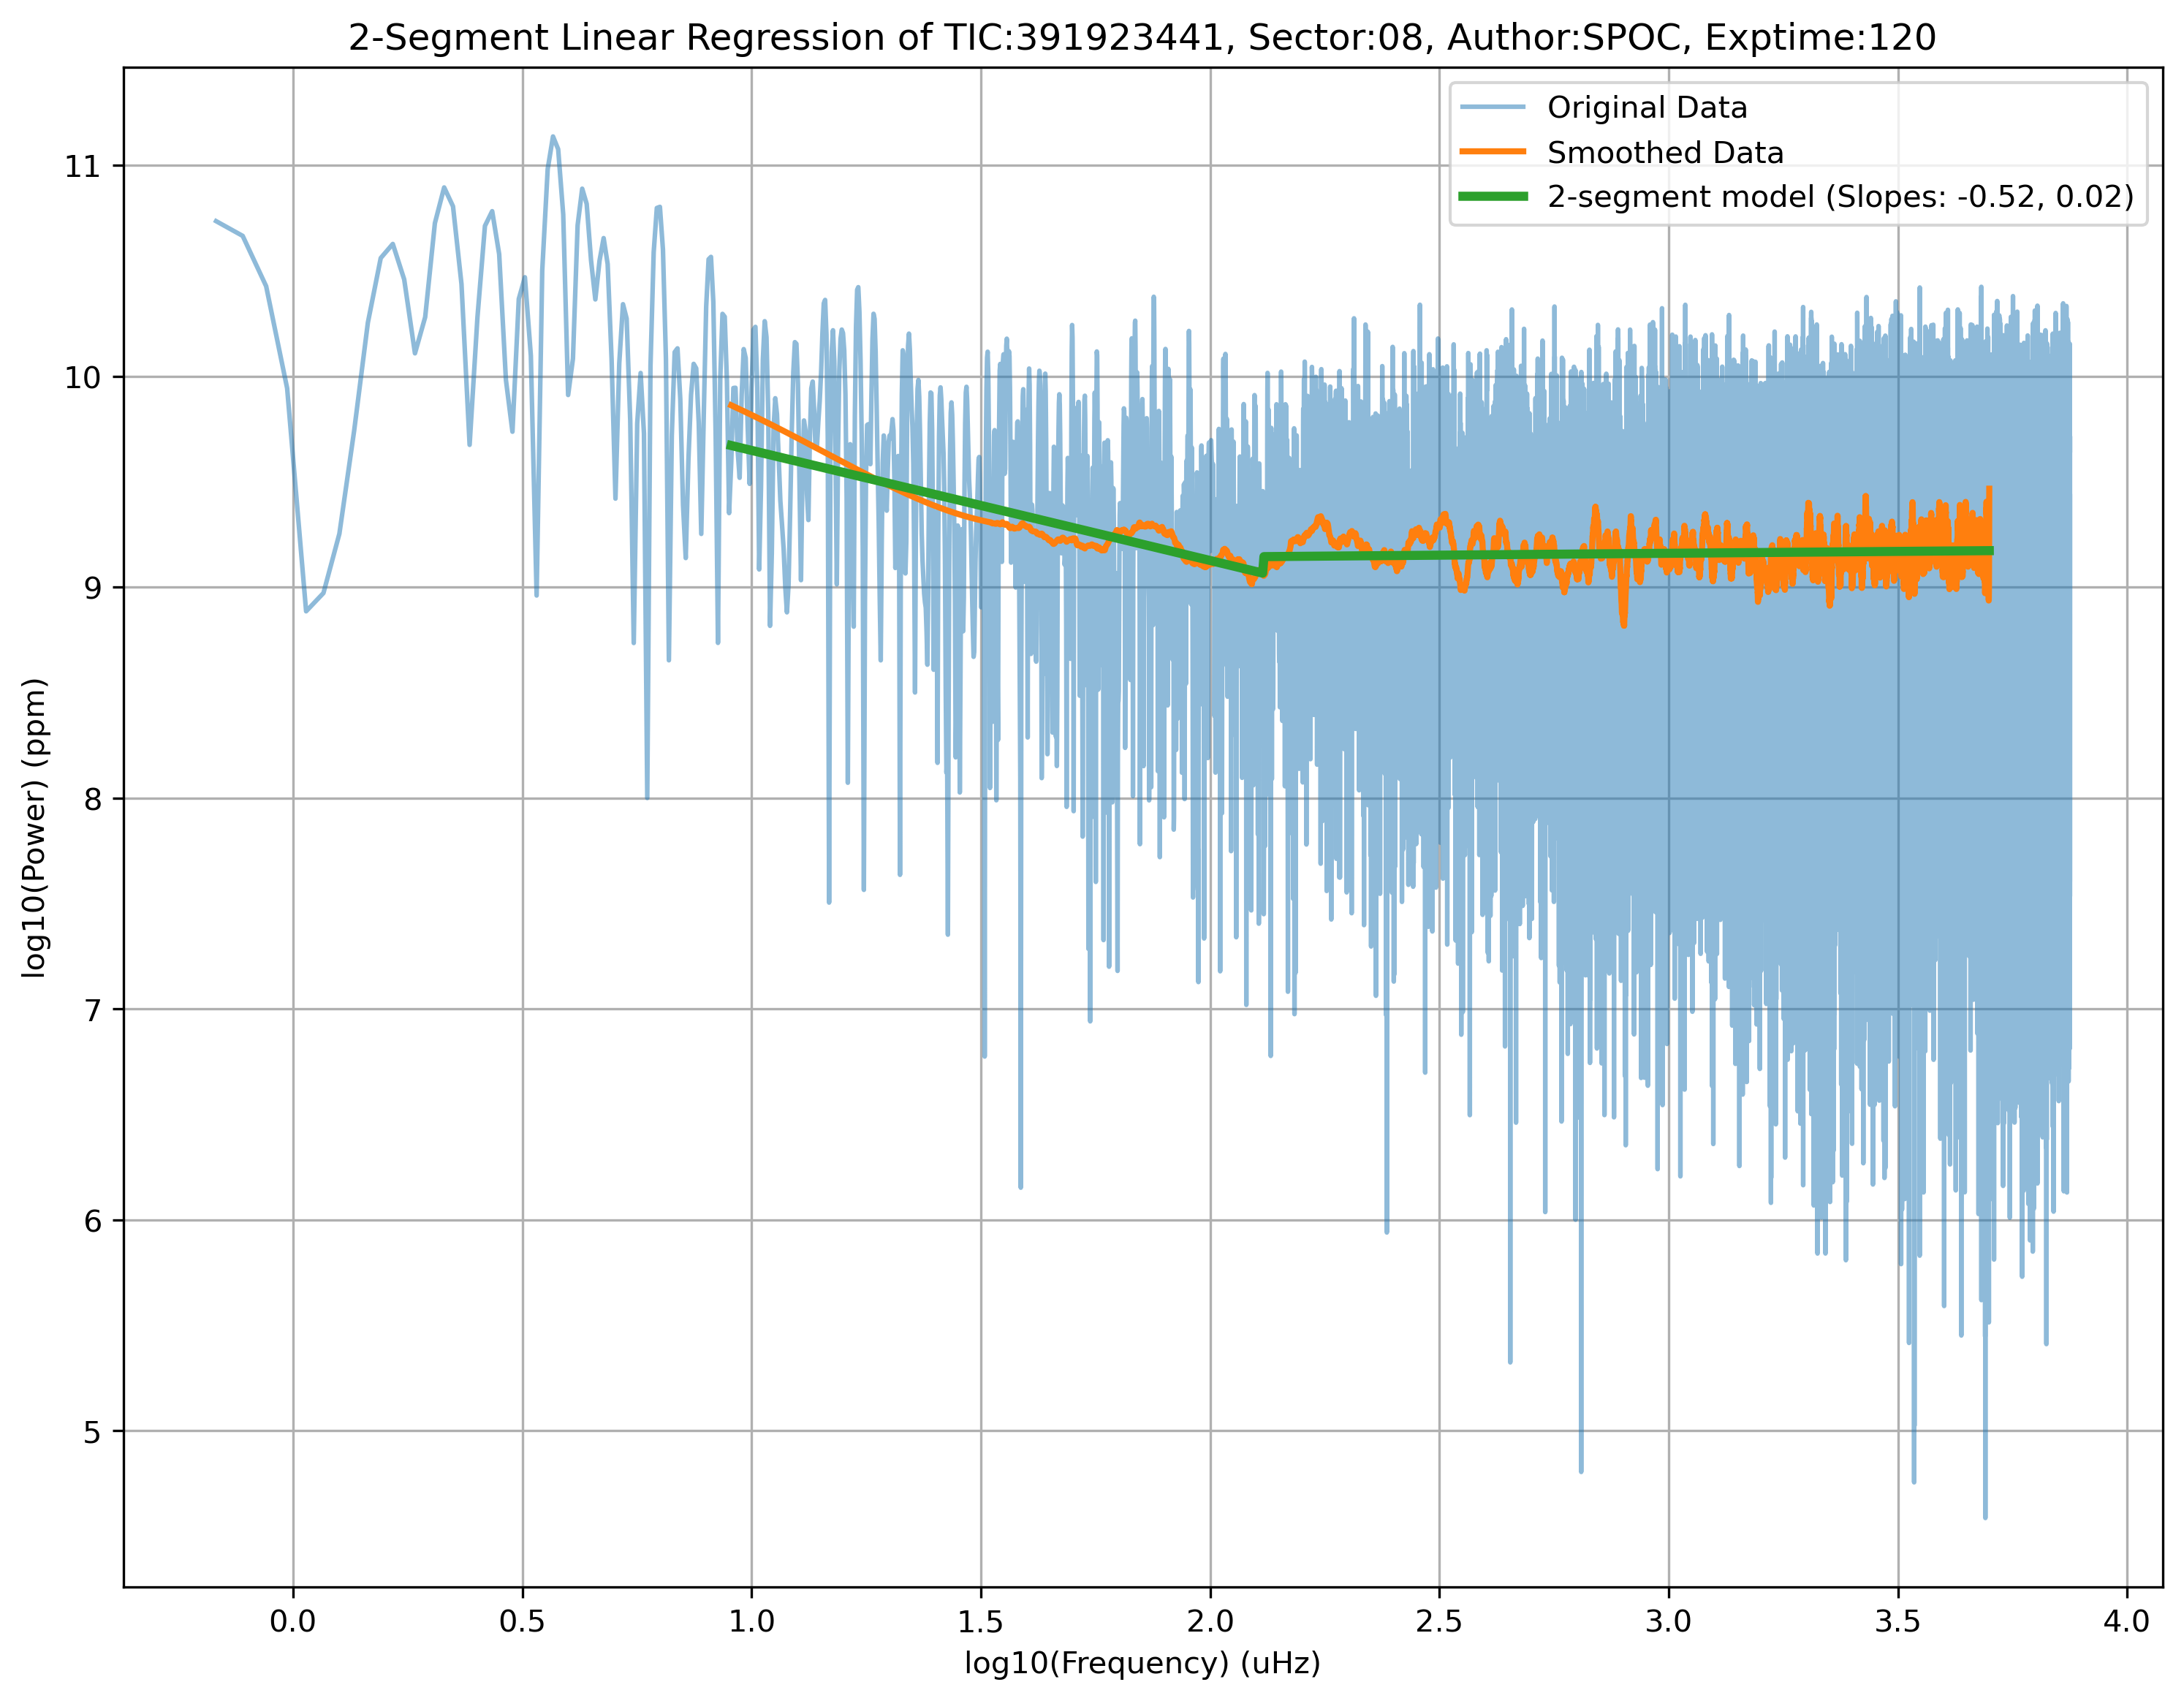 2-Segment Linear Regression of TIC:391923441, Sector:08, Author:SPOC, Exptime:120
Original Data
Smoothed Data
2-segment model (Slopes: -0.52, 0.02)
log10(Power) (ppm)
11
10
9
8
7
6
5
0.0 0.5 1.0 1.5 2.0 2.5 3.0 3.5 4.0
log10(Frequency) (uHz)